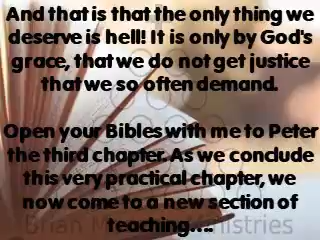 And that is that the only thing we
deserve is hell! It is only by God's
grace, that we do not get justice
that we so often demand.
Open your Bibles with me to Peter
the third chapter. As we conclude
this very practical chapter, we
now come to a new section of
teaching....
Brian M Ministries